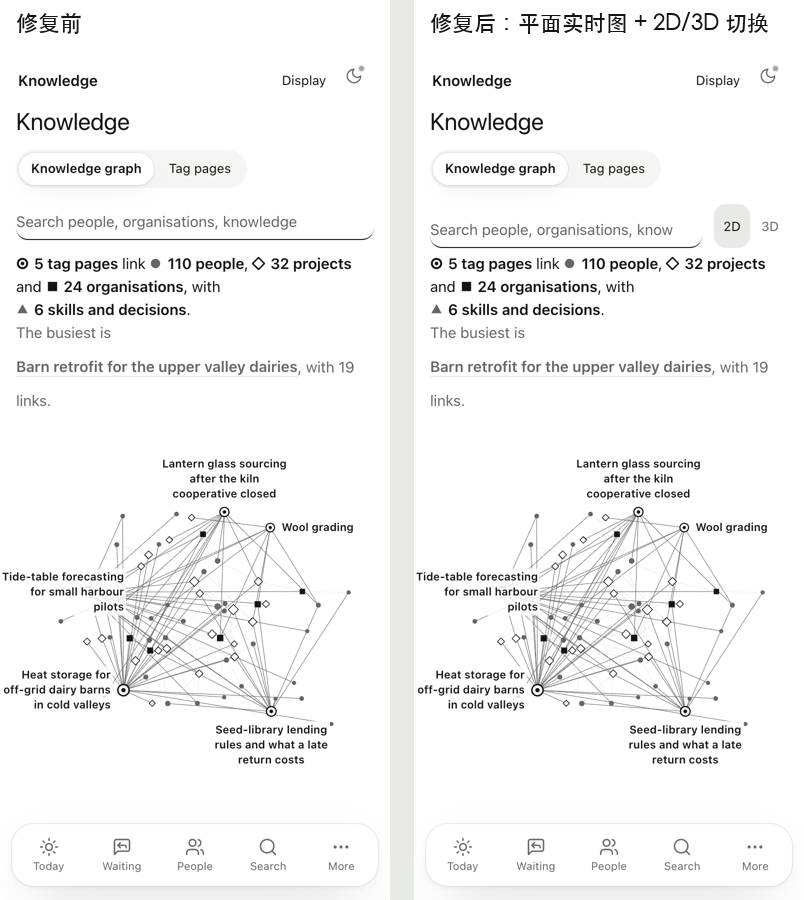 修复前
Knowledge
Display
Knowledge
Knowledge graph
Tag pages
Search people, organisations, knowledge
5 tag pages link 110 people, 32 projects
and 24 organisations, with
6 skills and decisions.
The busiest is
Barn retrofit for the upper valley dairies, with 19
links.
Lantern glass sourcing
after the kiln
cooperative closed
Wool grading
Tide-table forecasting
for small harbour
pilots
Heat storage for
off-grid dairy barns
in cold valleys
Seed-library lending
rules and what a late
return costs
Today
Waiting
People
Search
More
修复后：平面实时图 + 2D/3D 切换
Knowledge
Display
Knowledge
Knowledge graph
Tag pages
Search people, organisations, know
2D
3D
5 tag pages link 110 people, 32 projects
and 24 organisations, with
6 skills and decisions.
The busiest is
Barn retrofit for the upper valley dairies, with 19
links.
Lantern glass sourcing
after the kiln
cooperative closed
Wool grading
Tide-table forecasting
for small harbour
pilots
Heat storage for
off-grid dairy barns
in cold valleys
Seed-library lending
rules and what a late
return costs
Today
Waiting
People
Search
More